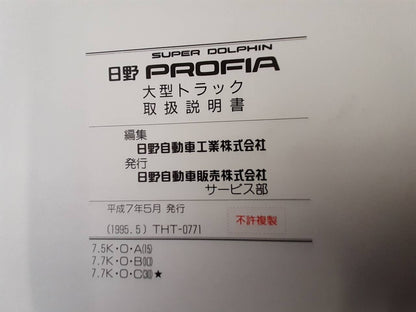 SUPER DOLPHIN
日野 PROFIA
大型トラック
取扱説明書
編集
日野自動車工業株式会社
発行
日野自動車販売株式会社
サービス部
平成7年5月 発行
(1995.5) THT-0771
不許複製
7.5K・O・A(15)
7.7K・O・B(10)
7.7K・O・C(30)★